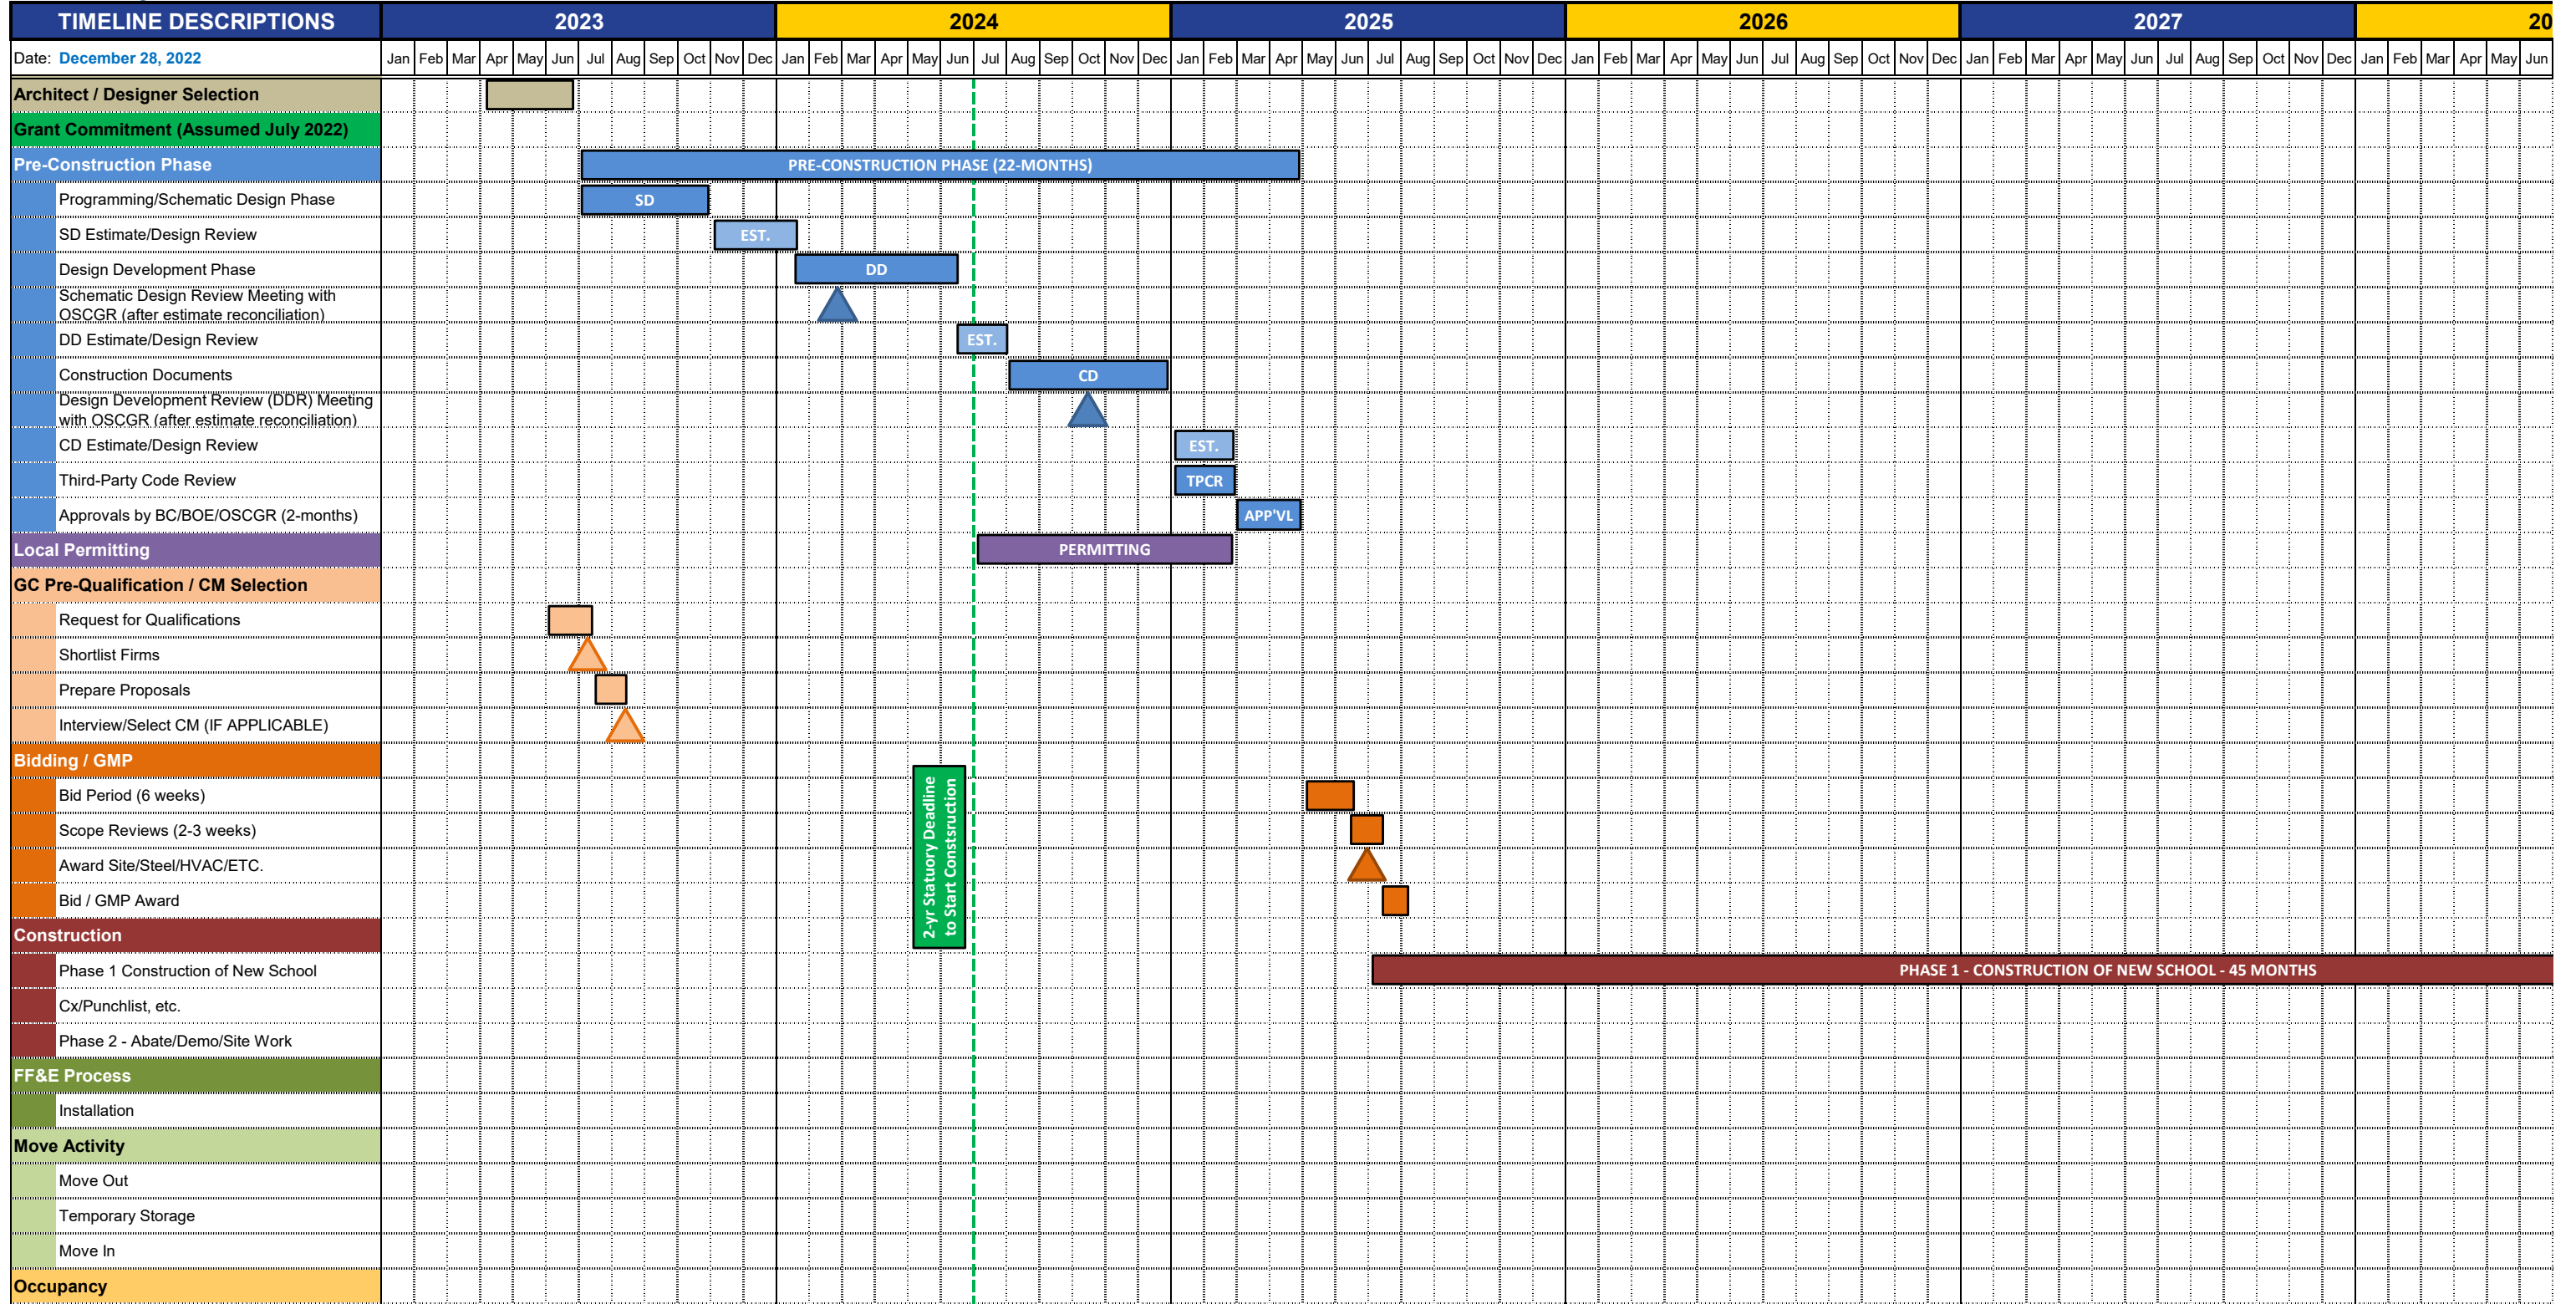 TIMELINE DESCRIPTIONS 2023 2024 2025 2026 2027 20
Date: December 28, 2022 Jan Feb Mar Apr May Jun Jul Aug Sep Oct Nov Dec Jan Feb Mar Apr May Jun Jul Aug Sep Oct Nov Dec Jan Feb Mar Apr May Jun Jul Aug Sep Oct Nov Dec Jan Feb Mar Apr May Jun Jul Aug Sep Oct Nov Dec Jan Feb Mar Apr May Jun Jul Aug Sep Oct Nov Dec Jan Feb Mar Apr May Jun
Architect / Designer Selection
Grant Commitment (Assumed July 2022)
Pre-Construction Phase PRE-CONSTRUCTION PHASE (22-MONTHS)
Programming/Schematic Design Phase SD
SD Estimate/Design Review EST.
Design Development Phase DD
Schematic Design Review Meeting with
OSCGR (after estimate reconciliation)
DD Estimate/Design Review EST.
Construction Documents CD
Design Development Review (DDR) Meeting
with OSCGR (after estimate reconciliation)
CD Estimate/Design Review EST.
Third-Party Code Review TPCR
Approvals by BC/BOE/OSCGR (2-months) APP'VL
Local Permitting PERMITTING
GC Pre-Qualification / CM Selection
Request for Qualifications
Shortlist Firms
Prepare Proposals
Interview/Select CM (IF APPLICABLE)
Bidding / GMP
2-yr Statuory Deadline
to Start Constsruction
Bid Period (6 weeks)
Scope Reviews (2-3 weeks)
Award Site/Steel/HVAC/ETC.
Bid / GMP Award
Construction
Phase 1 Construction of New School PHASE 1 - CONSTRUCTION OF NEW SCHOOL - 45 MONTHS
Cx/Punchlist, etc.
Phase 2 - Abate/Demo/Site Work
FF&E Process
Installation
Move Activity
Move Out
Temporary Storage
Move In
Occupancy